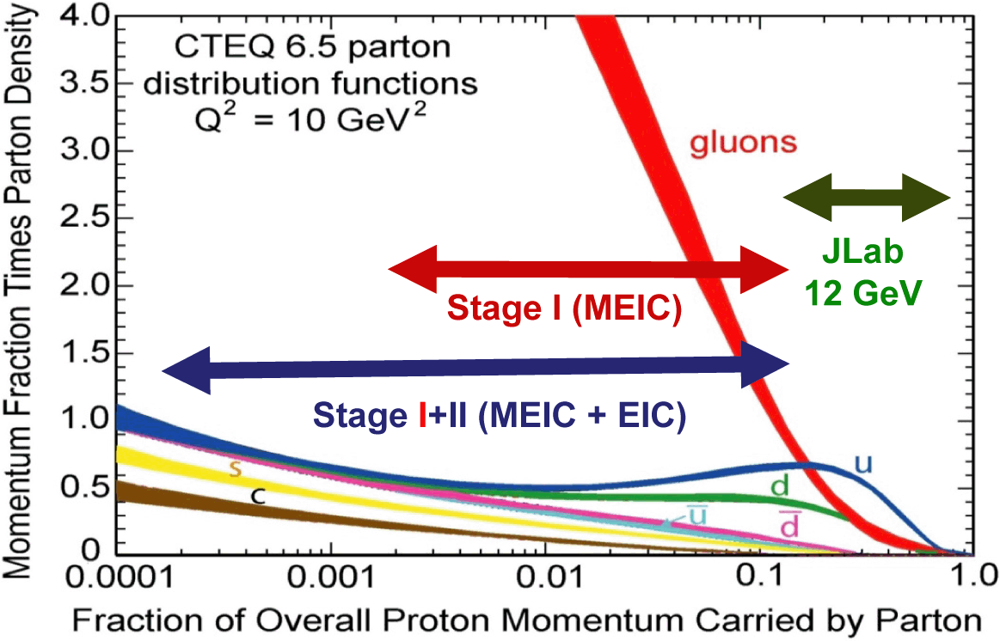 Momentum Fraction Times Parton Density
4.0
3.5
3.0
2.5
2.0
1.5
1.0
0.5
0
CTEQ 6.5 parton
distribution functions
Q² = 10 GeV²
gluons
JLab
12 GeV
Stage I (MEIC)
Stage I+II (MEIC + EIC)
s
c
u
d
u̅
d̅
0.0001
0.001
0.01
0.1
1.0
Fraction of Overall Proton Momentum Carried by Parton